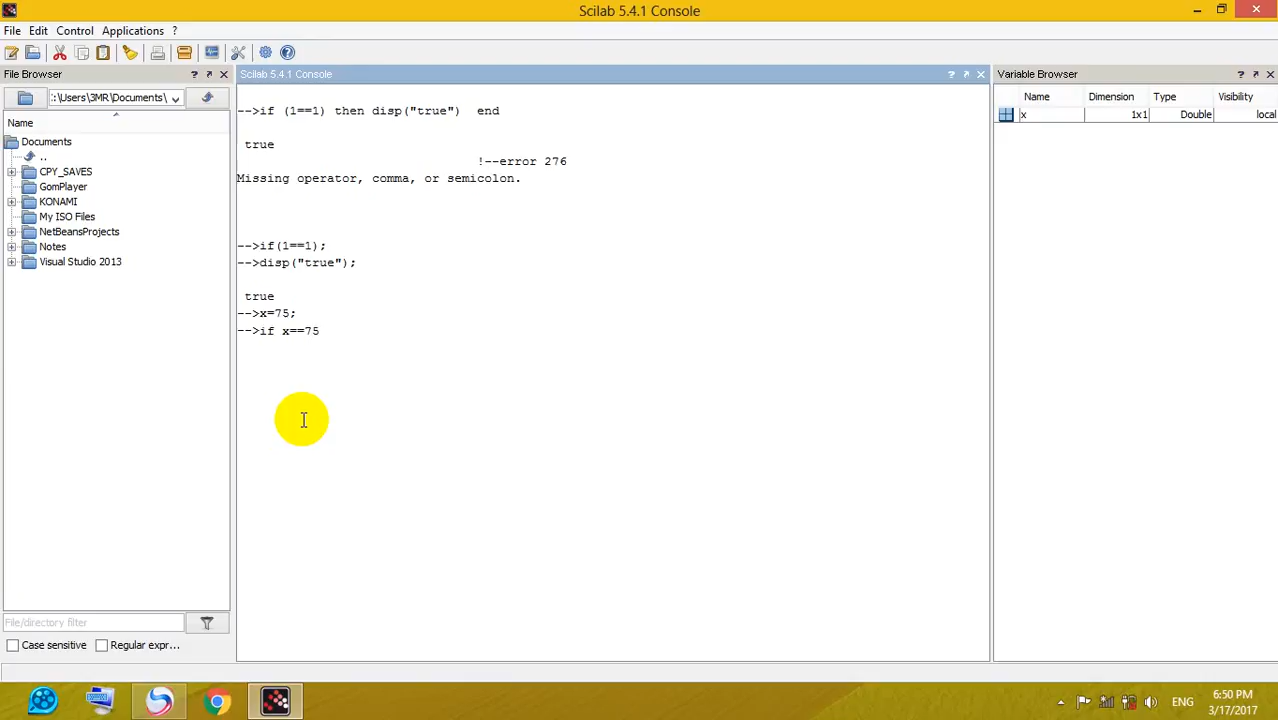 Scilab 5.4.1 Console
File Edit Control Applications ?
File Browser ? 
:\Users\3MR\Documents\
Name
Documents
..
CPY_SAVES
GomPlayer
KONAMI
My ISO Files
NetBeansProjects
Notes
Visual Studio 2013
File/directory filter
Case sensitive Regular expr...
Scilab 5.4.1 Console ?
-->if (1==1) then disp("true")  end
true
!--error 276
Missing operator, comma, or semicolon.
-->if(1==1);
-->disp("true");
true
-->x=75;
-->if x==75
Variable Browser ?
Name Dimension Type Visibility
x 1x1 Double local
ENG
6:50 PM
3/17/2017